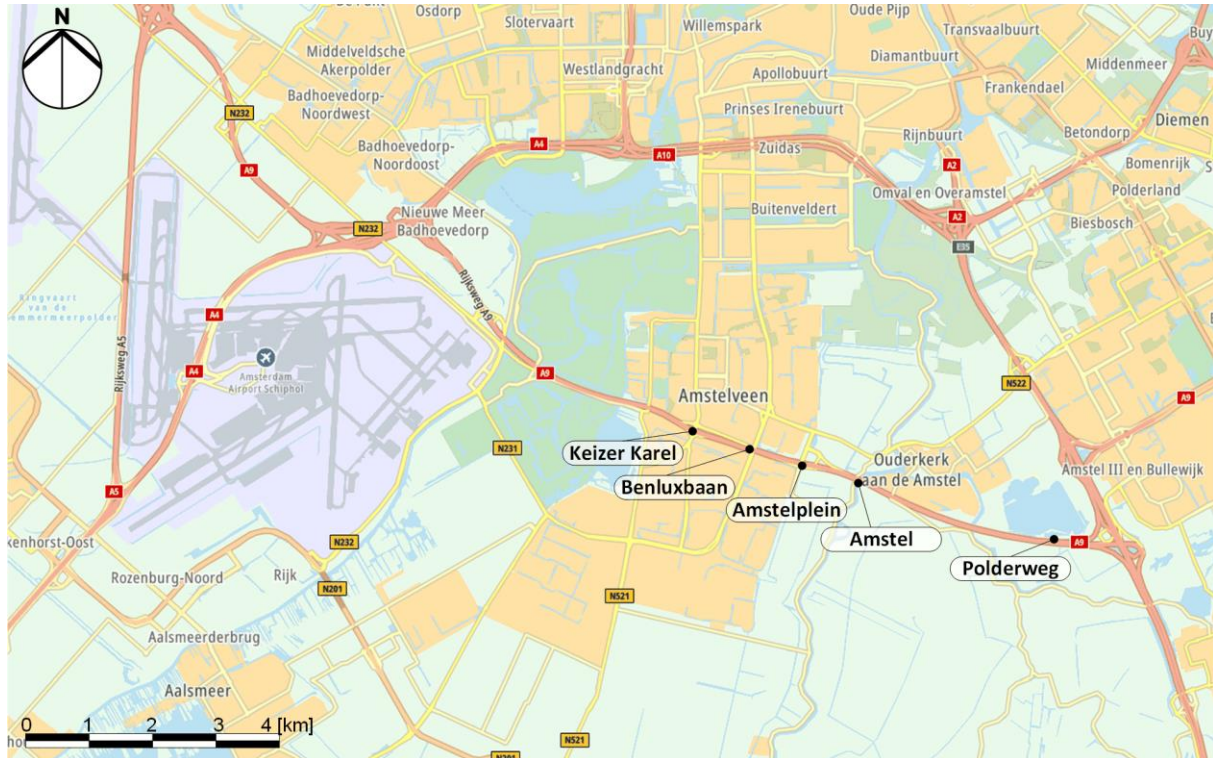 N
Osdorp
Slotervaart
Willemspark
Oude Pijp
Transvaalbuurt
Middelveldsche
Akerpolder
Westlandgracht
Apollobuurt
Diamantbuurt
Middenmeer
Frankendael
Badhoevedorp-
Noordwest
N232
Prinses Irenebuurt
Betondorp
Diemen
Badhoevedorp-
Noordoost
A4
A10
Zuidas
Rijnbuurt
A2
Bomenrijk
Polderland
A9
Omval en Overamstel
Nieuwe Meer
Badhoevedorp
N232
Buitenveldert
A2
Biesbosch
E35
Ringvaart
van de
Rijksweg A9
A4
Rijksweg A5
Amsterdam
Airport Schiphol
A4
A9
N522
Amstelveen
A9
Keizer Karel
N231
Benluxbaan
Ouderkerk
aan de Amstel
Amstel III en Bullewijk
A5
Amstelplein
Amstel
N232
A9
Polderweg
Rozenburg-Noord
Rijk
N201
N521
Aalsmeerderbrug
Aalsmeer
0 1 2 3 4 [km]
N521
N201